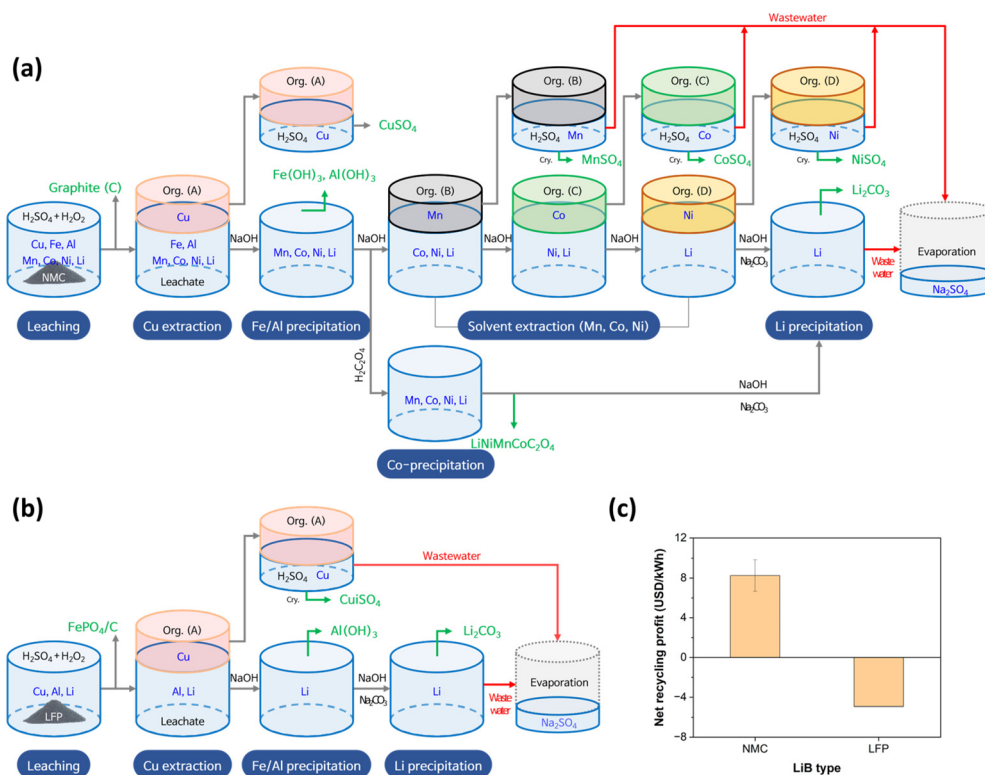 (a)
Wastewater
Org. (A)
H₂SO₄ Cu
CuSO₄
Org. (B)
H₂SO₄ Mn
Cry.
MnSO₄
Org. (C)
H₂SO₄ Co
Cry.
CoSO₄
Org. (D)
H₂SO₄ Ni
Cry.
NiSO₄
Graphite (C)
Fe(OH)₃, Al(OH)₃
Li₂CO₃
H₂SO₄+H₂O₂
Cu, Fe, Al
Mn, Co, Ni, Li
NMC
Org. (A)
Cu
Fe, Al
Mn, Co, Ni, Li
Leachate
NaOH
Mn, Co, Ni, Li
NaOH
Org. (B)
Mn
Co, Ni, Li
NaOH
Org. (C)
Co
Ni, Li
NaOH
Org. (D)
Ni
Li
NaOH
Na₂CO₃
Li
Waste
water
Evaporation
Na₂SO₄
Leaching
Cu extraction
Fe/Al precipitation
Solvent extraction (Mn, Co, Ni)
Li precipitation
H₂C₂O₄
Mn, Co, Ni, Li
NaOH
Na₂CO₃
LiNiMnCoC₂O₄
Co-precipitation
(b)
Org. (A)
H₂SO₄ Cu
Cry.
CuiSO₄
Wastewater
FePO₄/C
Al(OH)₃
Li₂CO₃
H₂SO₄+H₂O₂
Cu, Al, Li
LFP
Org. (A)
Cu
Al, Li
Leachate
NaOH
Li
NaOH
Na₂CO₃
Li
Waste
water
Evaporation
Na₂SO₄
Leaching
Cu extraction
Fe/Al precipitation
Li precipitation
(c)
Net recycling profit (USD/kWh)
12
8
4
0
−4
−8
NMC
LFP
LiB type